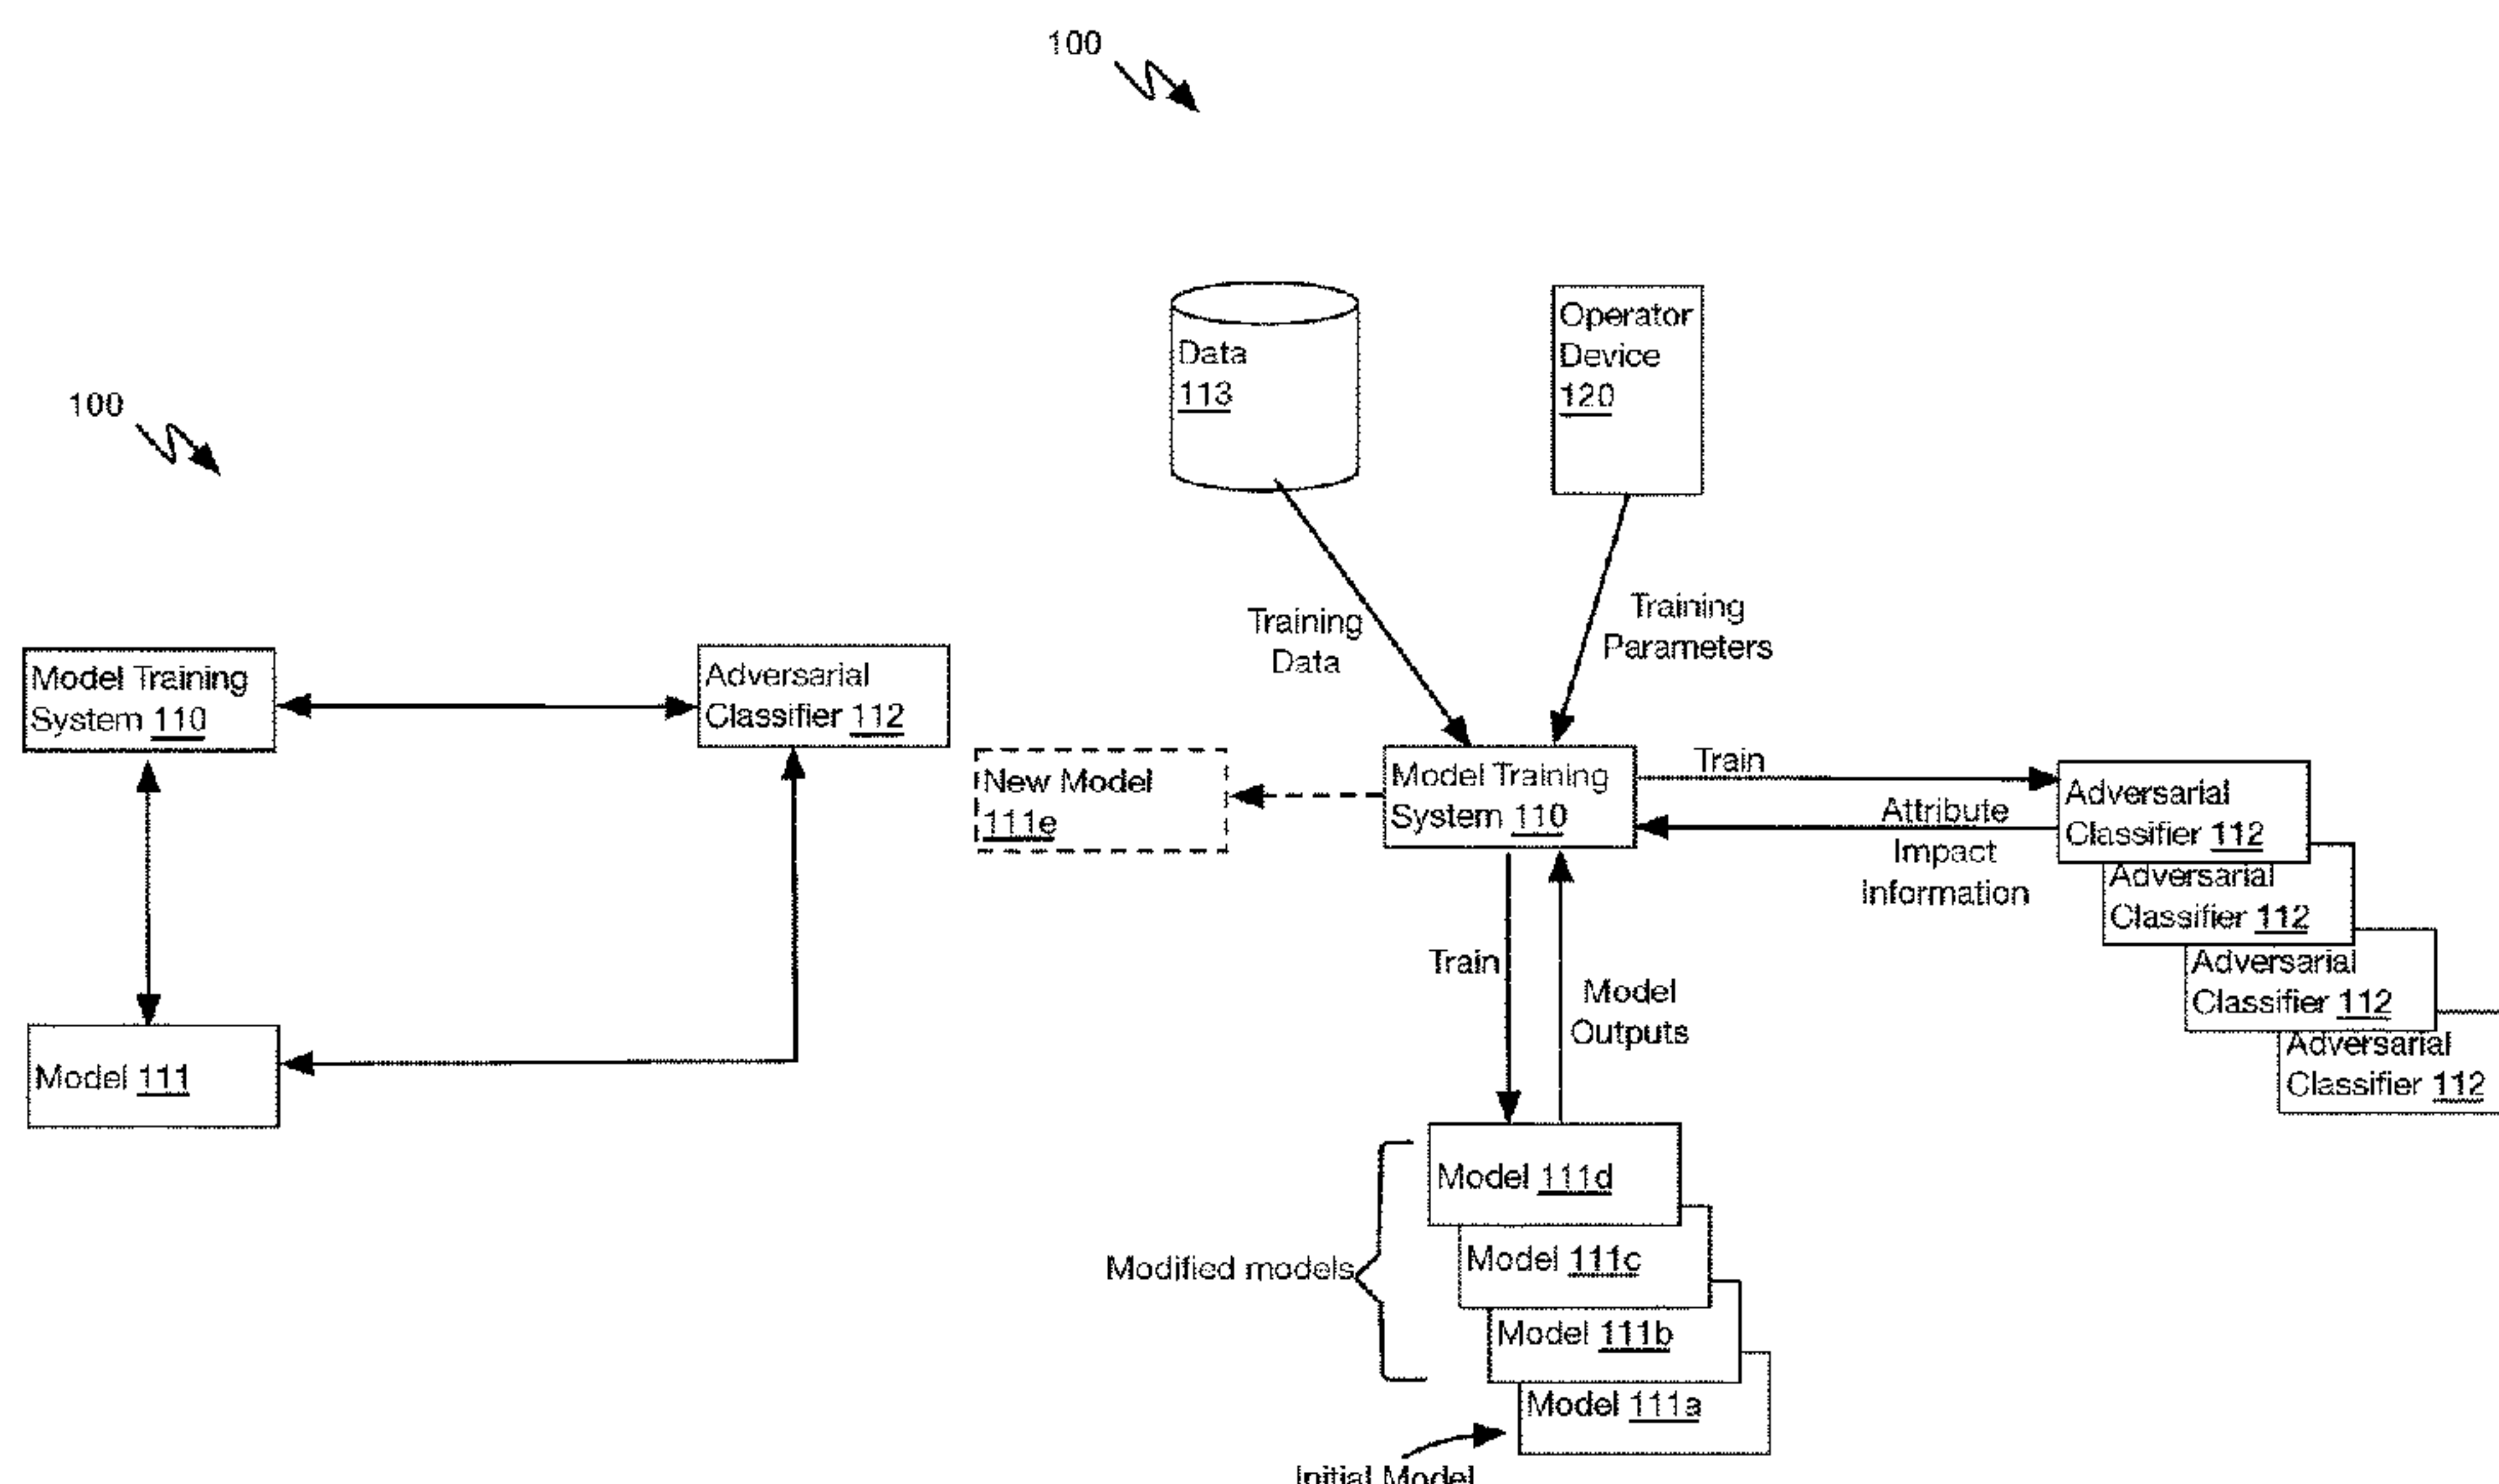 100
Model Training
System 110
Adversarial
Classifier 112
Model 111
100
Data
113
Operator
Device
120
Training
Data
Training
Parameters
New Model
111e
Model Training
System 110
Train
Attribute
Impact
Information
Adversarial
Classifier 112
Adversarial
Classifier 112
Adversarial
Classifier 112
Adversarial
Classifier 112
Train
Model
Outputs
Modified models
Model 111d
Model 111c
Model 111b
Model 111a
Initial Model